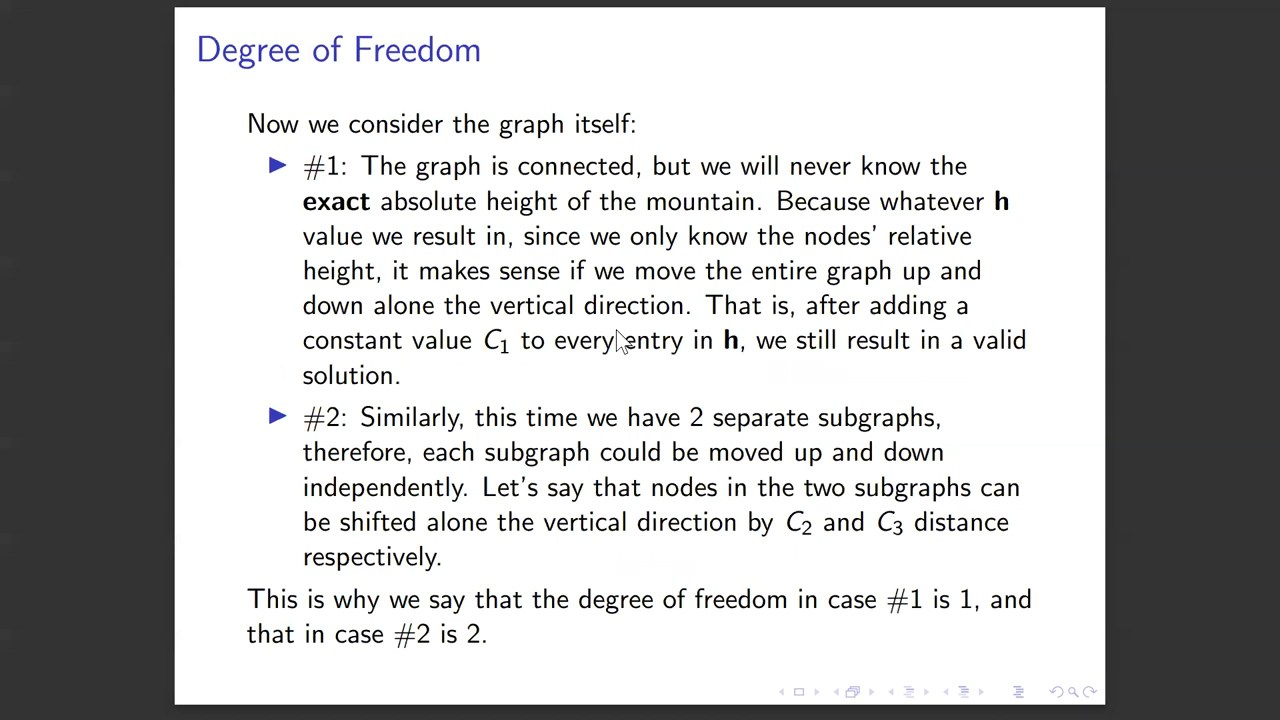 Degree of Freedom
Now we consider the graph itself:
▶ #1: The graph is connected, but we will never know the
exact absolute height of the mountain. Because whatever h
value we result in, since we only know the nodes' relative
height, it makes sense if we move the entire graph up and
down alone the vertical direction. That is, after adding a
constant value C₁ to every entry in h, we still result in a valid
solution.
▶ #2: Similarly, this time we have 2 separate subgraphs,
therefore, each subgraph could be moved up and down
independently. Let's say that nodes in the two subgraphs can
be shifted alone the vertical direction by C₂ and C₃ distance
respectively.
This is why we say that the degree of freedom in case #1 is 1, and
that in case #2 is 2.